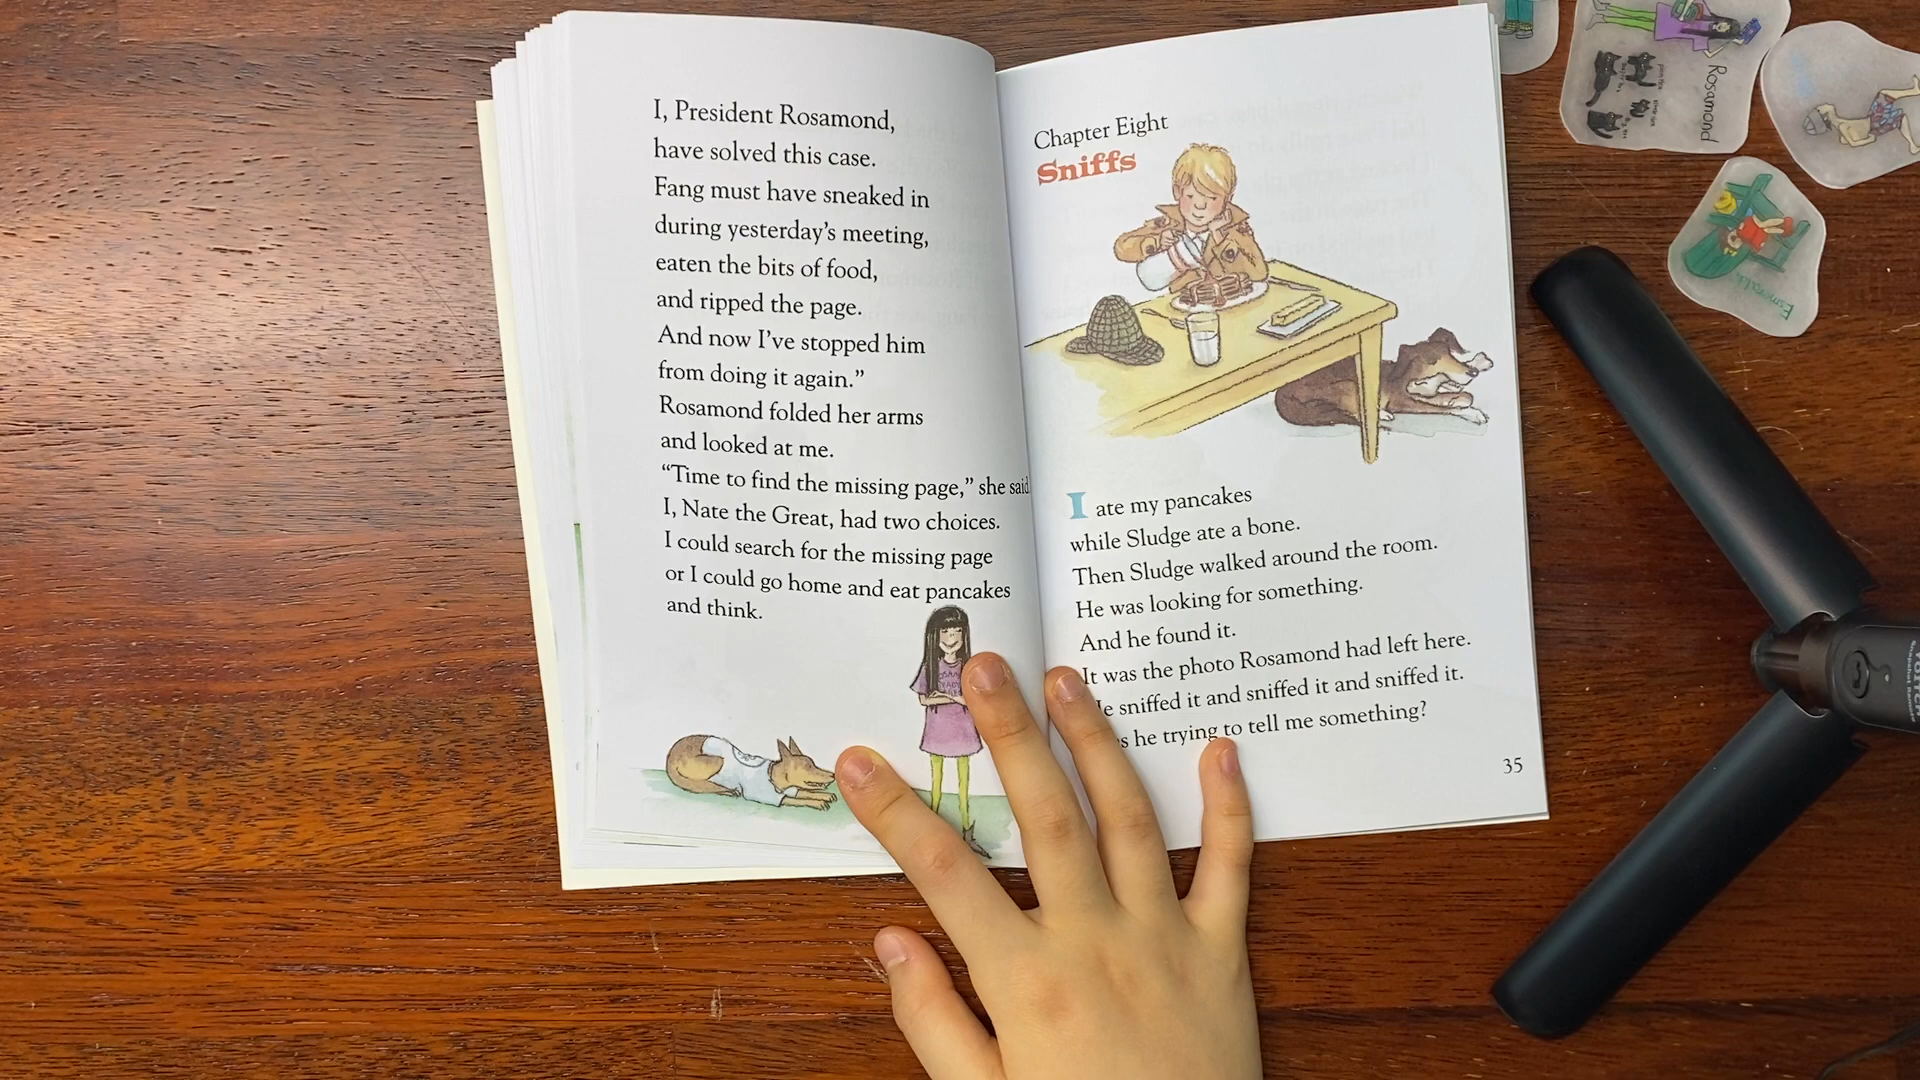 I, President Rosamond,
have solved this case.
Fang must have sneaked in
during yesterday's meeting,
eaten the bits of food,
and ripped the page.
And now I've stopped him
from doing it again.”
Rosamond folded her arms
and looked at me.
“Time to find the missing page,” she said.
I, Nate the Great, had two choices.
I could search for the missing page
or I could go home and eat pancakes
and think.
Chapter Eight
Sniffs
I ate my pancakes
while Sludge ate a bone.
Then Sludge walked around the room.
He was looking for something.
And he found it.
It was the photo Rosamond had left here.
He sniffed it and sniffed it and sniffed it.
he trying to tell me something?
35
Rosamond
Esmeralda